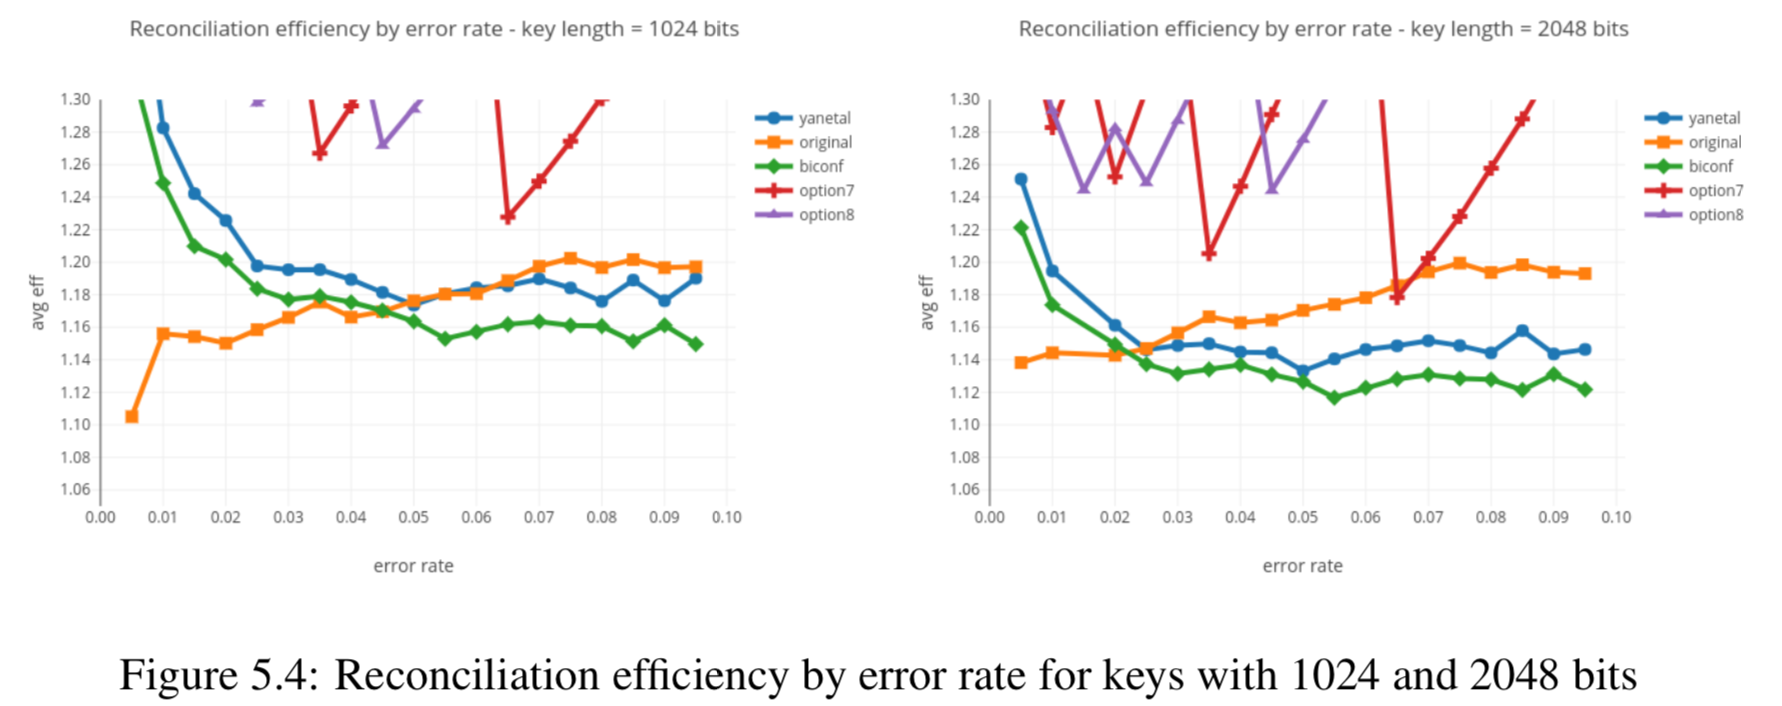 Reconciliation efficiency by error rate - key length = 1024 bits
avg eff
1.30
1.28
1.26
1.24
1.22
1.20
1.18
1.16
1.14
1.12
1.10
1.08
1.06
0.00 0.01 0.02 0.03 0.04 0.05 0.06 0.07 0.08 0.09 0.10
error rate
yanetal
original
biconf
option7
option8
Reconciliation efficiency by error rate - key length = 2048 bits
avg eff
1.30
1.28
1.26
1.24
1.22
1.20
1.18
1.16
1.14
1.12
1.10
1.08
1.06
0.00 0.01 0.02 0.03 0.04 0.05 0.06 0.07 0.08 0.09 0.10
error rate
yanetal
original
biconf
option7
option8
Figure 5.4: Reconciliation efficiency by error rate for keys with 1024 and 2048 bits